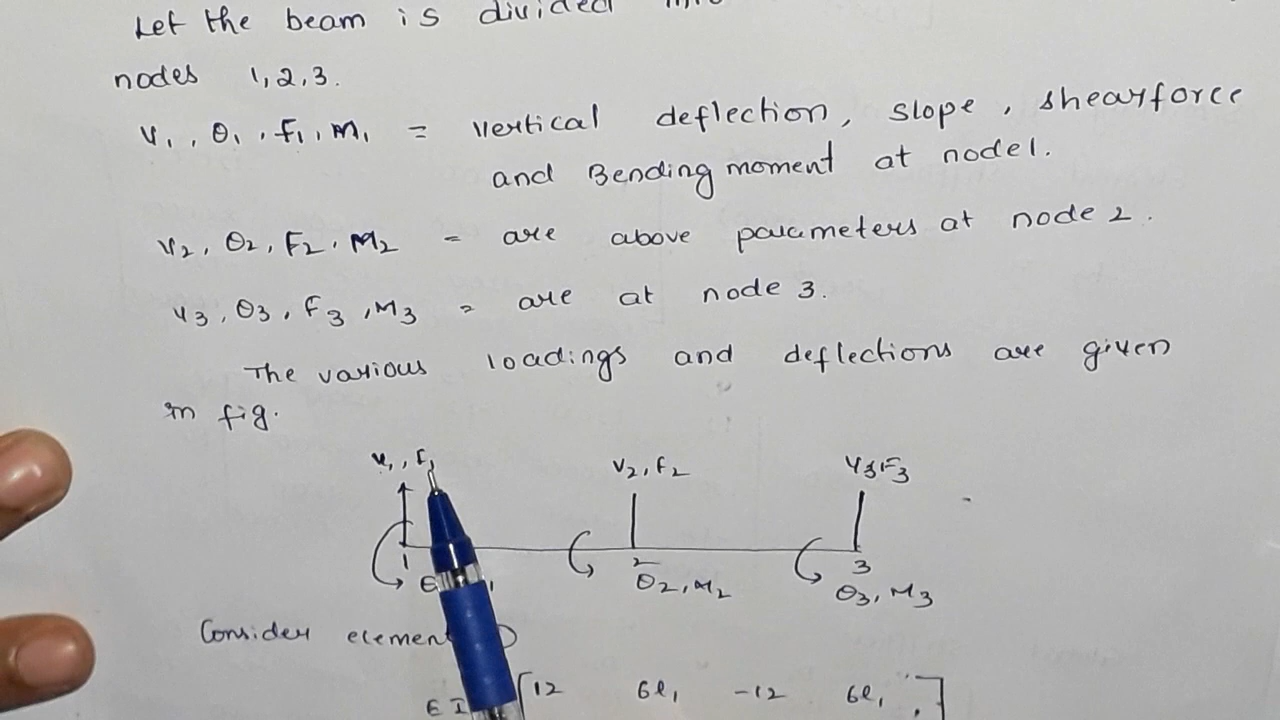 Let the beam is divided
nodes 1,2,3.
V₁, θ₁, F₁, M₁ = vertical deflection, slope, shearforce
and Bending moment at node1.
V₂, θ₂, F₂, M₂ = are above parameters at node 2.
V₃, θ₃, F₃, M₃ = are at node 3.
The various loadings and deflections are given
in fig.
V₁, F₁ V₂, F₂ V₃, F₃
1 2 3
θ₂, M₂ θ₃, M₃
Consider element
EI [12 6l₁ -12 6l₁]